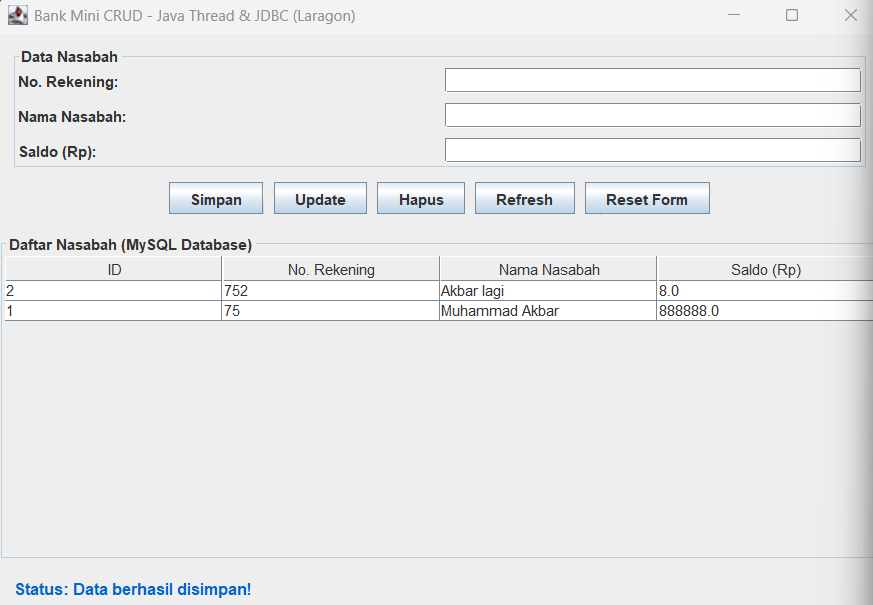 Bank Mini CRUD - Java Thread & JDBC (Laragon)
Data Nasabah
No. Rekening:
Nama Nasabah:
Saldo (Rp):
Simpan Update Hapus Refresh Reset Form
Daftar Nasabah (MySQL Database)
ID No. Rekening Nama Nasabah Saldo (Rp)
2 752 Akbar lagi 8.0
1 75 Muhammad Akbar 888888.0
Status: Data berhasil disimpan!